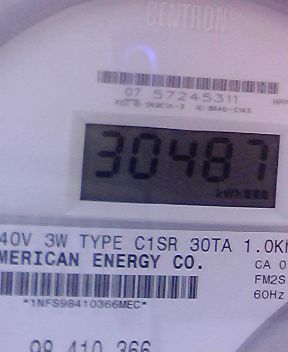 CENTRON®
07 57245311
30487
kWh
40V 3W TYPE C1SR 30TA 1.0K
MERICAN ENERGY CO.
CA 0
FM2S
60Hz
*1NFS98410366MEC*
98 410 366